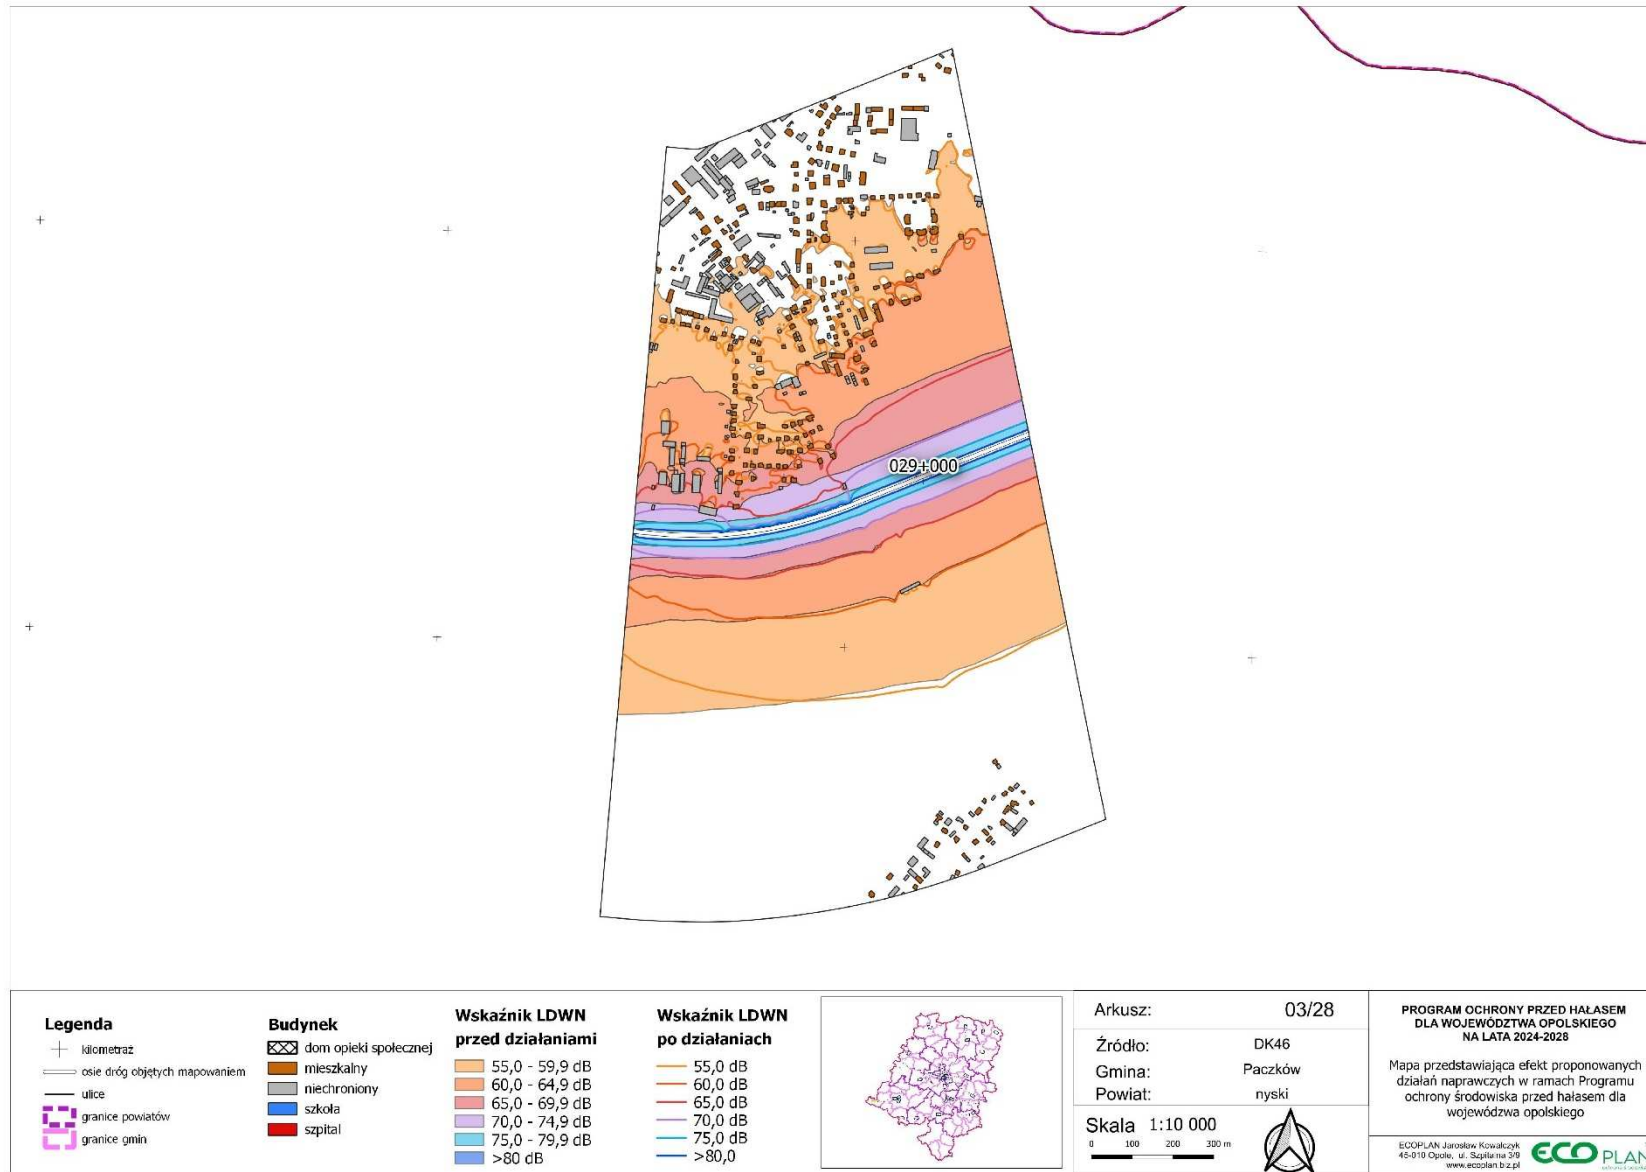 029+000
Legenda
kilometraż
osie dróg objętych mapowaniem
ulice
granice powiatów
granice gmin
Budynek
dom opieki społecznej
mieszkalny
niechroniony
szkoła
szpital
Wskaźnik LDWN
przed działaniami
55,0 - 59,9 dB
60,0 - 64,9 dB
65,0 - 69,9 dB
70,0 - 74,9 dB
75,0 - 79,9 dB
>80 dB
Wskaźnik LDWN
po działaniach
55,0 dB
60,0 dB
65,0 dB
70,0 dB
75,0 dB
>80,0
Arkusz: 03/28
Źródło: DK46
Gmina: Paczków
Powiat: nyski
Skala 1:10 000
0 100 200 300 m
PROGRAM OCHRONY PRZED HAŁASEM
DLA WOJEWÓDZTWA OPOLSKIEGO
NA LATA 2024-2028
Mapa przedstawiająca efekt proponowanych
działań naprawczych w ramach Programu
ochrony środowiska przed hałasem dla
wojewódzwa opolskiego
ECOPLAN Jarosław Kowalczyk
45-010 Opole, ul. Szpitalna 3/9
www.ecoplan.biz.pl
ECO PLAN